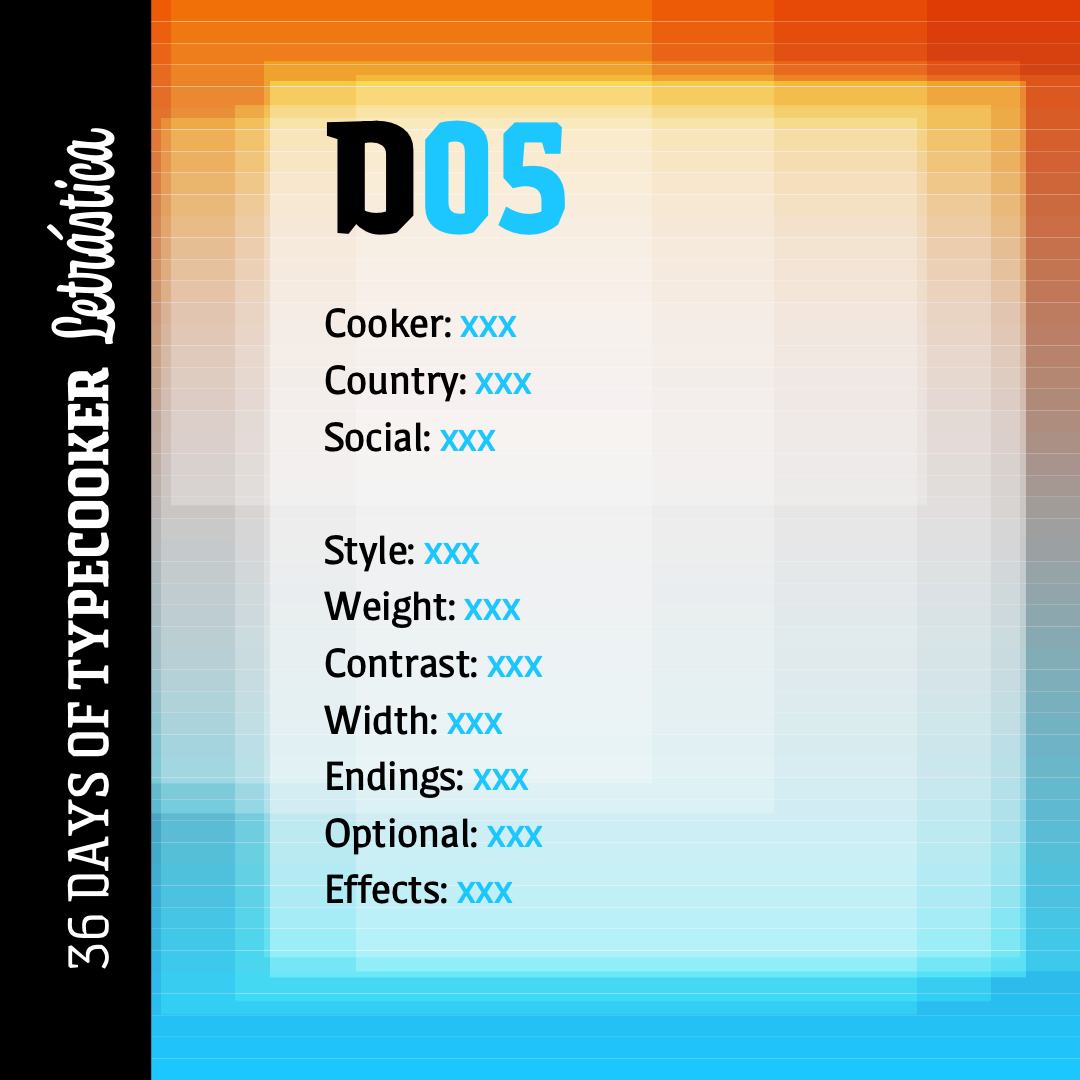 36 DAYS OF TYPECOOKER Letrástica
D05
Cooker: xxx
Country: xxx
Social: xxx
Style: xxx
Weight: xxx
Contrast: xxx
Width: xxx
Endings: xxx
Optional: xxx
Effects: xxx